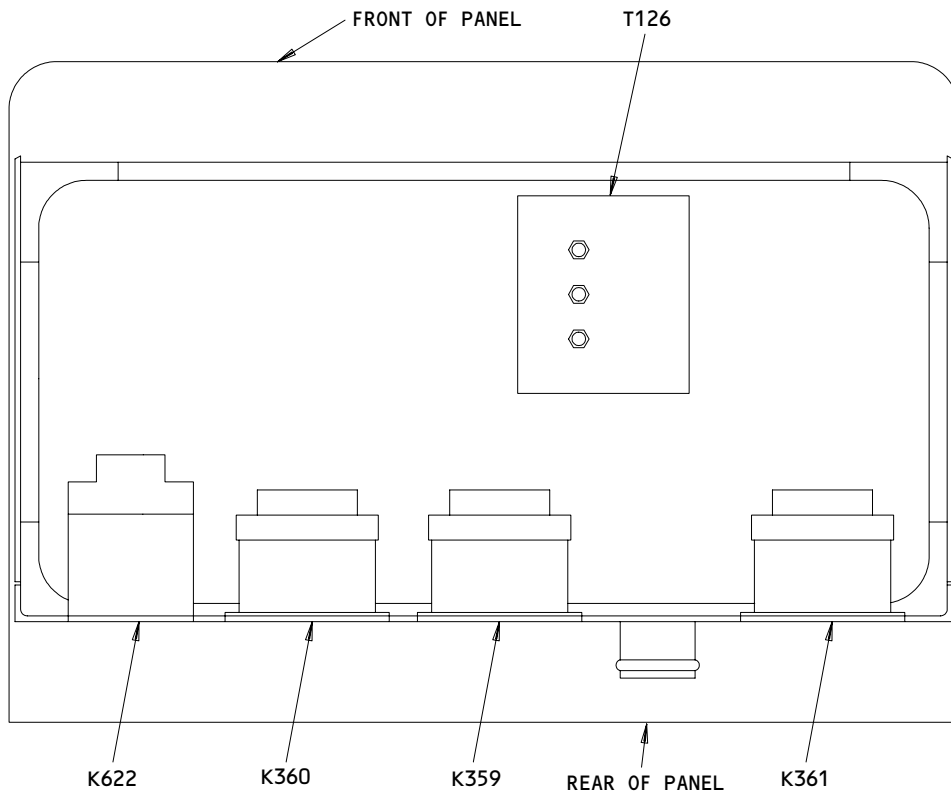 FRONT OF PANEL
T126
K622
K360
K359
REAR OF PANEL
K361